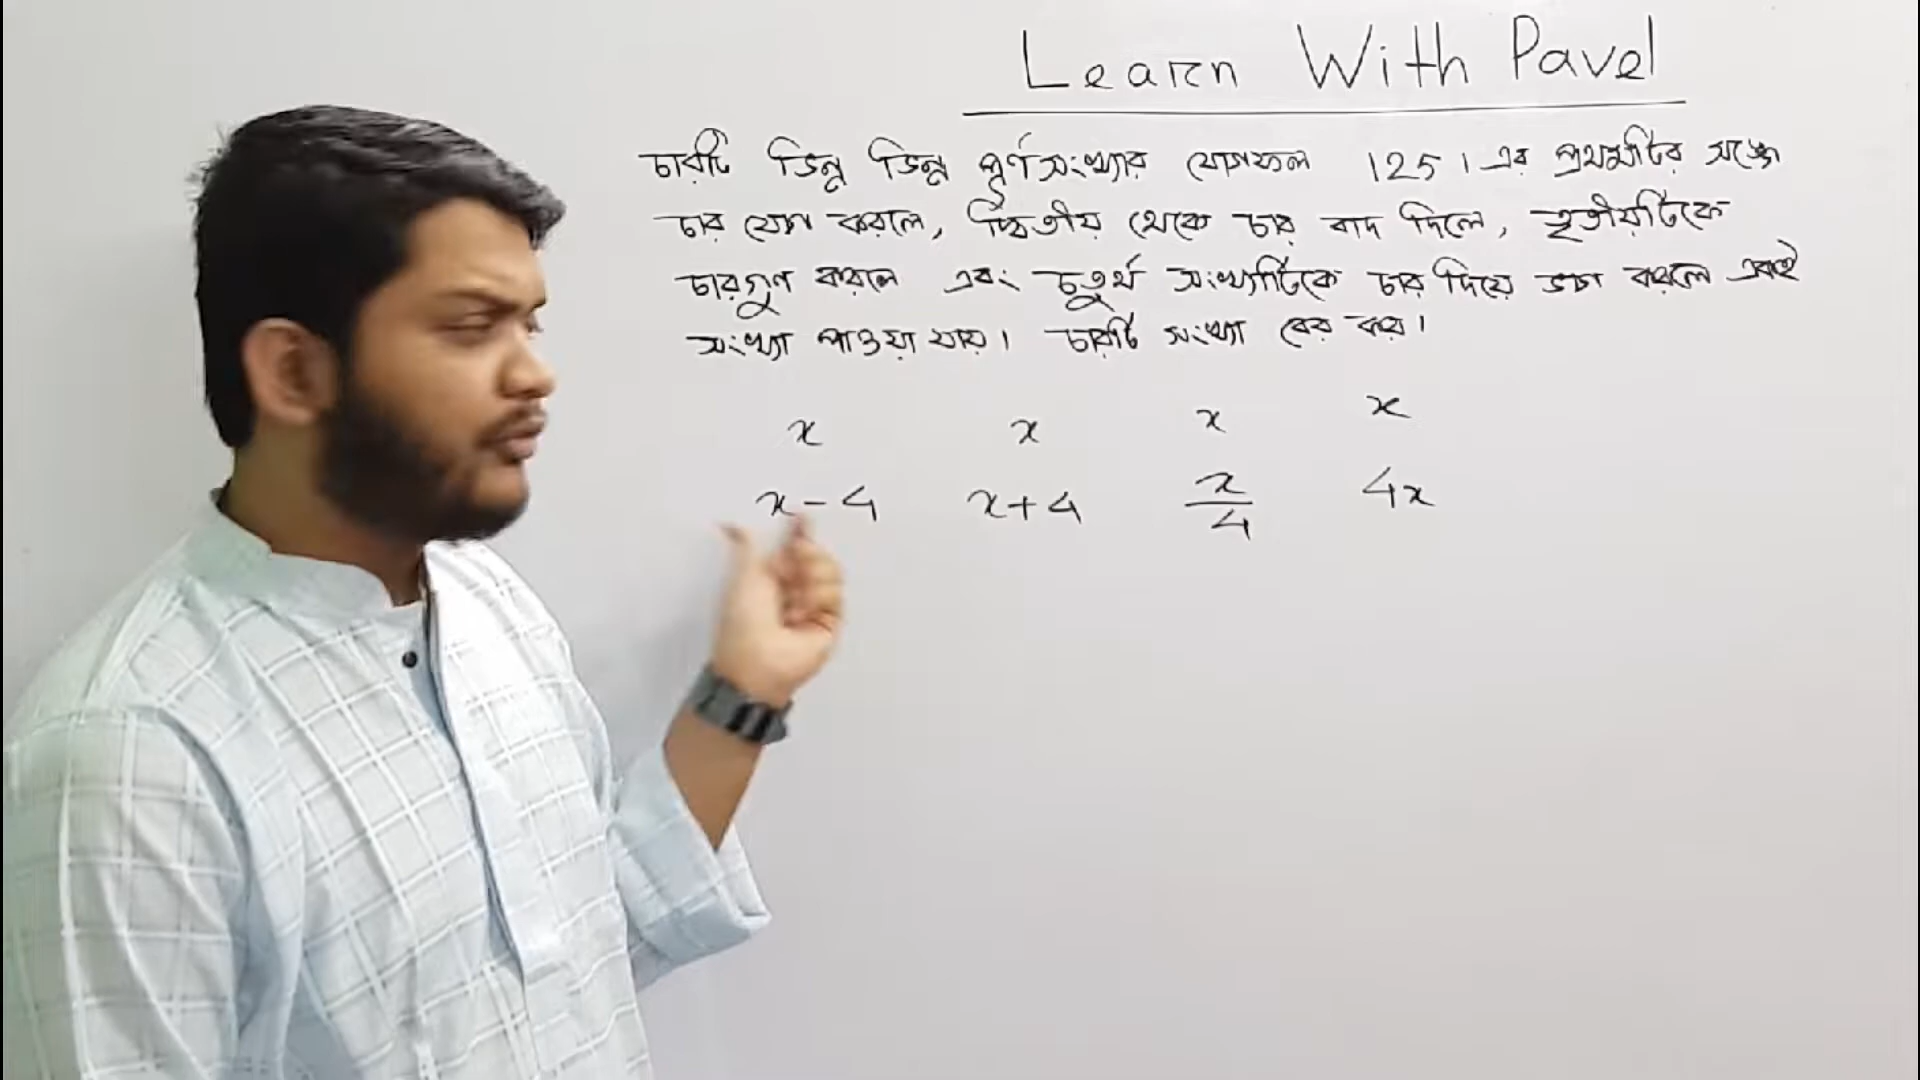 Learn With Pavel
চারটি ভিন্ন ভিন্ন পূর্ণসংখ্যার যোগফল 125। এর প্রথমটির সঙ্গে
চার যোগ করলে, দ্বিতীয় থেকে চার বাদ দিলে, তৃতীয়টিকে
চারগুণ করলে এবং চতুর্থ সংখ্যাটিকে চার দিয়ে ভাগ করলে একই
সংখ্যা পাওয়া যায়। চারটি সংখ্যা বের কর।
x x x x
x-4 x+4 x/4 4x